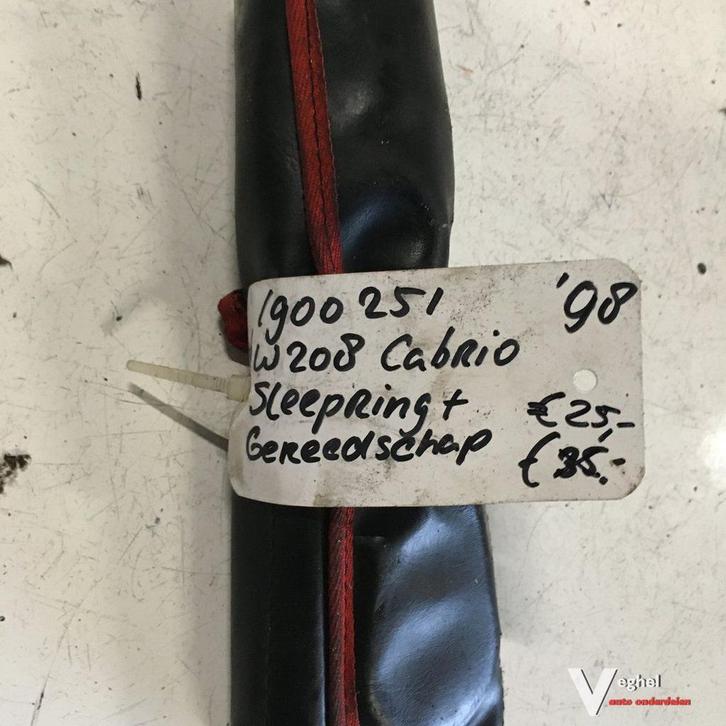 1900251 '98
W208 Cabrio
Sleepring + € 25,-
Gereedschap € 35,-
Veghel
auto onderdelen